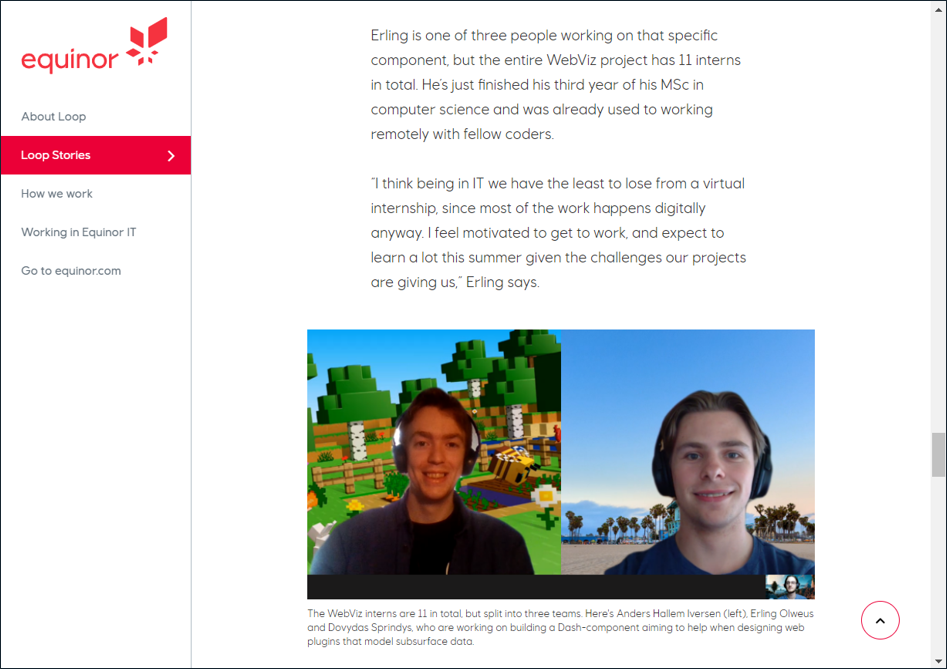 equinor
About Loop
Loop Stories
How we work
Working in Equinor IT
Go to equinor.com
Erling is one of three people working on that specific
component, but the entire WebViz project has 11 interns
in total. He's just finished his third year of his MSc in
computer science and was already used to working
remotely with fellow coders.
"I think being in IT we have the least to lose from a virtual
internship, since most of the work happens digitally
anyway. I feel motivated to get to work, and expect to
learn a lot this summer given the challenges our projects
are giving us," Erling says.
The WebViz interns are 11 in total, but split into three teams. Here's Anders Hallem Iversen (left), Erling Olweus
and Dovydas Sprindys, who are working on building a Dash-component aiming to help when designing web
plugins that model subsurface data.